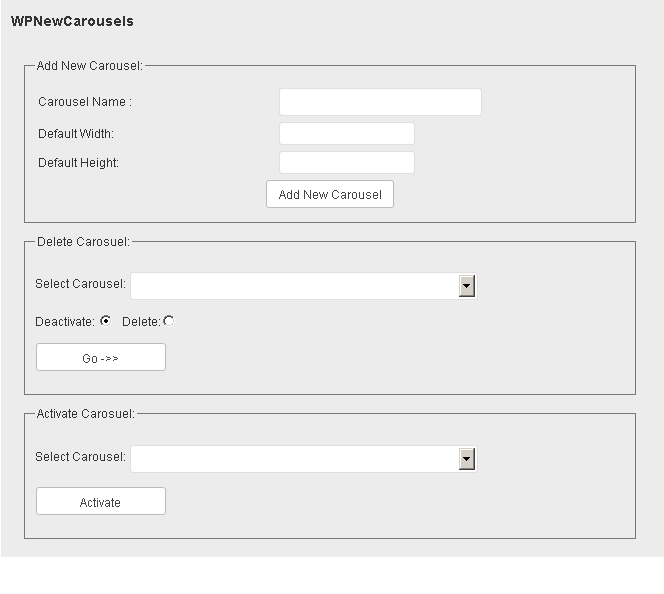 WPNewCarousels
Add New Carousel:
Carousel Name :
Default Width:
Default Height:
Add New Carousel
Delete Carosuel:
Select Carousel:
Deactivate: Delete:
Go ->>
Activate Carosuel:
Select Carousel:
Activate